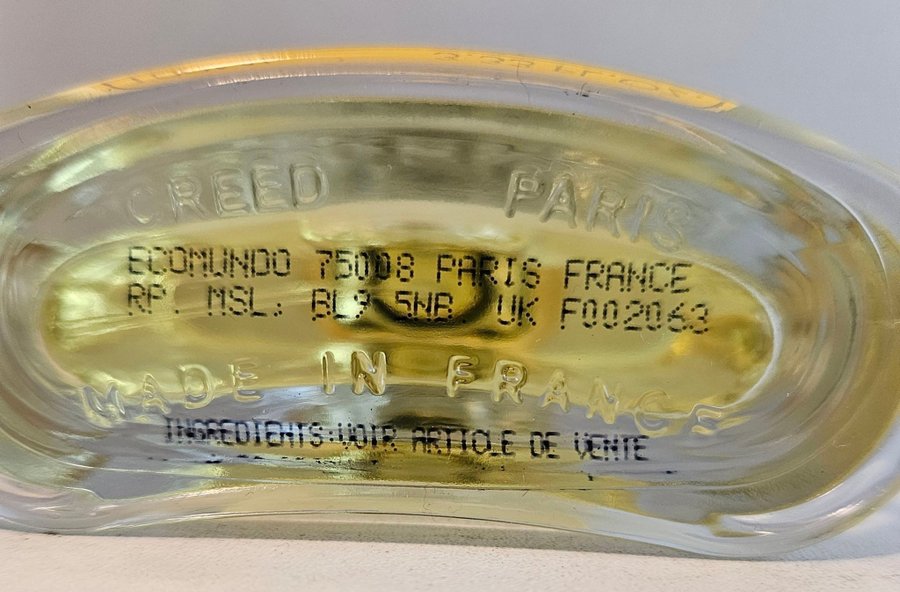 CREED PARIS
ECOMUNDO 75008 PARIS FRANCE
RP. MSL. BL9 5NB UK F002063
MADE IN FRANCE
INGREDIENTS:VOIR ARTICLE DE VENTE